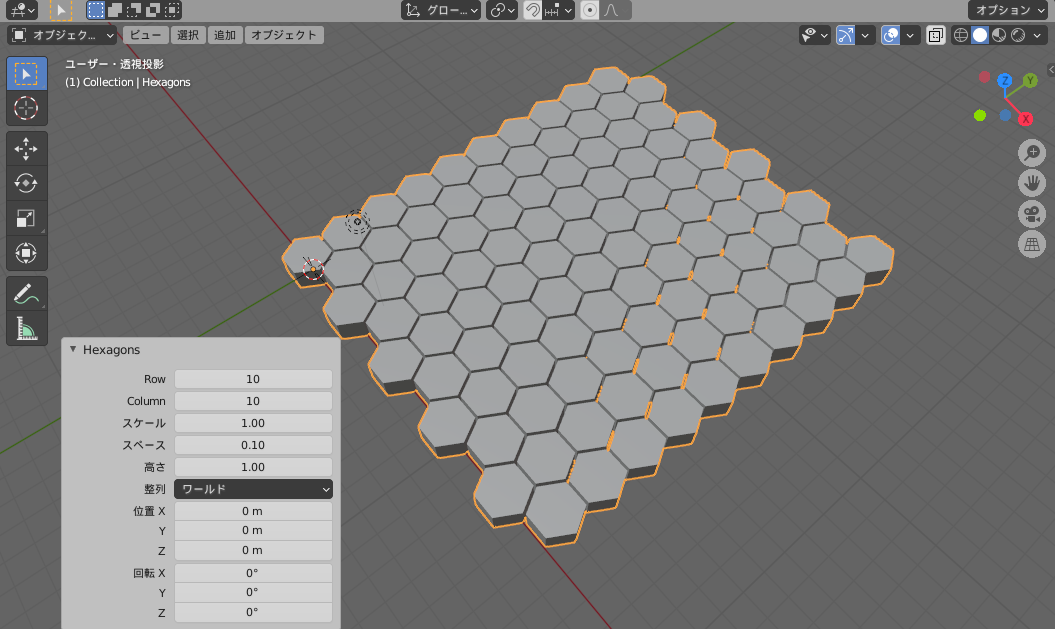 グロー...
オプション
オブジェク...
ビュー
選択
追加
オブジェクト
ユーザー・透視投影
(1) Collection | Hexagons
Z
Y
X
Hexagons
Row 10
Column 10
スケール 1.00
スペース 0.10
高さ 1.00
整列 ワールド
位置 X 0 m
Y 0 m
Z 0 m
回転 X 0°
Y 0°
Z 0°